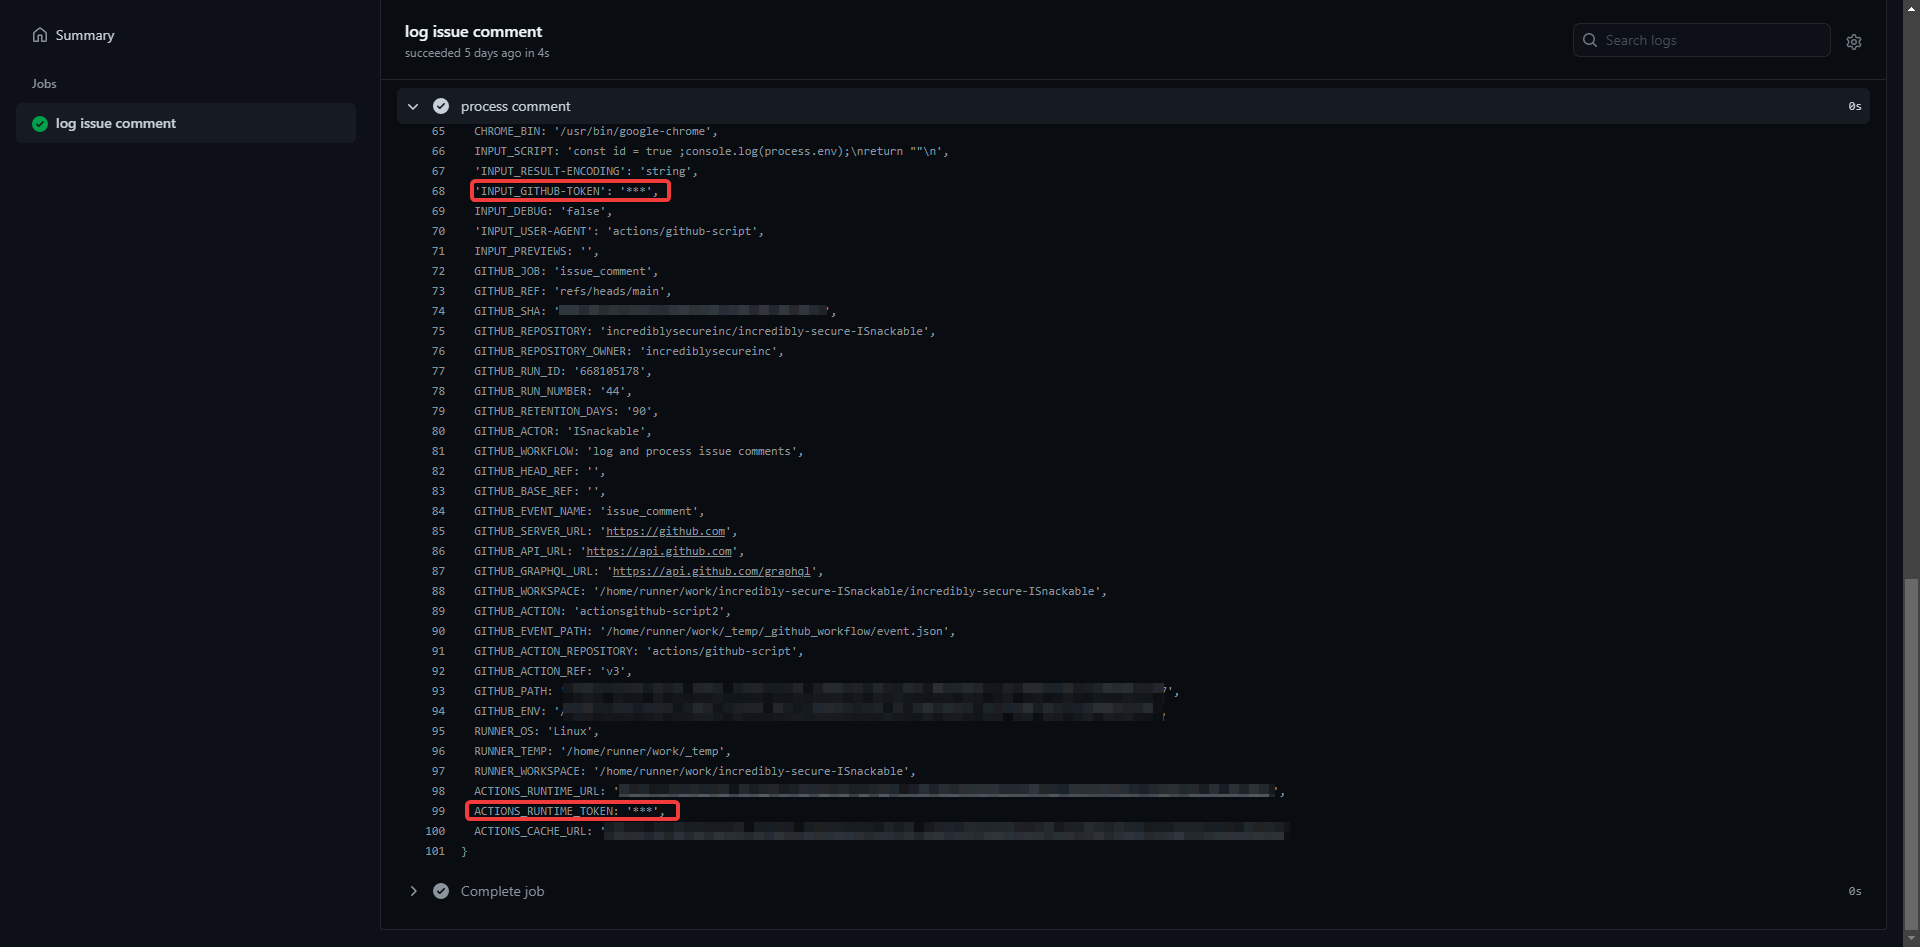 Summary
Jobs
log issue comment
log issue comment
succeeded 5 days ago in 4s
Search logs
process comment
0s
65 CHROME_BIN: '/usr/bin/google-chrome',
66 INPUT_SCRIPT: 'const id = true ;console.log(process.env);\nreturn ""\n',
67 'INPUT_RESULT-ENCODING': 'string',
68 'INPUT_GITHUB-TOKEN': '***',
69 INPUT_DEBUG: 'false',
70 'INPUT_USER-AGENT': 'actions/github-script',
71 INPUT_PREVIEWS: '',
72 GITHUB_JOB: 'issue_comment',
73 GITHUB_REF: 'refs/heads/main',
74 GITHUB_SHA: '',
75 GITHUB_REPOSITORY: 'incrediblysecureinc/incredibly-secure-ISnackable',
76 GITHUB_REPOSITORY_OWNER: 'incrediblysecureinc',
77 GITHUB_RUN_ID: '668105178',
78 GITHUB_RUN_NUMBER: '44',
79 GITHUB_RETENTION_DAYS: '90',
80 GITHUB_ACTOR: 'ISnackable',
81 GITHUB_WORKFLOW: 'log and process issue comments',
82 GITHUB_HEAD_REF: '',
83 GITHUB_BASE_REF: '',
84 GITHUB_EVENT_NAME: 'issue_comment',
85 GITHUB_SERVER_URL: 'https://github.com',
86 GITHUB_API_URL: 'https://api.github.com',
87 GITHUB_GRAPHQL_URL: 'https://api.github.com/graphql',
88 GITHUB_WORKSPACE: '/home/runner/work/incredibly-secure-ISnackable/incredibly-secure-ISnackable',
89 GITHUB_ACTION: 'actionsgithub-script2',
90 GITHUB_EVENT_PATH: '/home/runner/work/_temp/_github_workflow/event.json',
91 GITHUB_ACTION_REPOSITORY: 'actions/github-script',
92 GITHUB_ACTION_REF: 'v3',
93 GITHUB_PATH: ',
94 GITHUB_ENV: '/
95 RUNNER_OS: 'Linux',
96 RUNNER_TEMP: '/home/runner/work/_temp',
97 RUNNER_WORKSPACE: '/home/runner/work/incredibly-secure-ISnackable',
98 ACTIONS_RUNTIME_URL: '',
99 ACTIONS_RUNTIME_TOKEN: '***',
100 ACTIONS_CACHE_URL: '
101 }
Complete job
0s